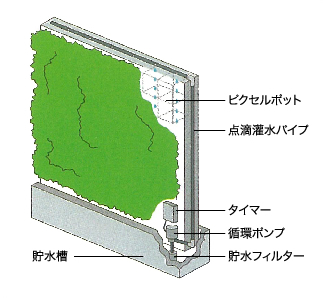 ピクセルポット
点滴灌水パイプ
タイマー
循環ポンプ
貯水フィルター
貯水槽